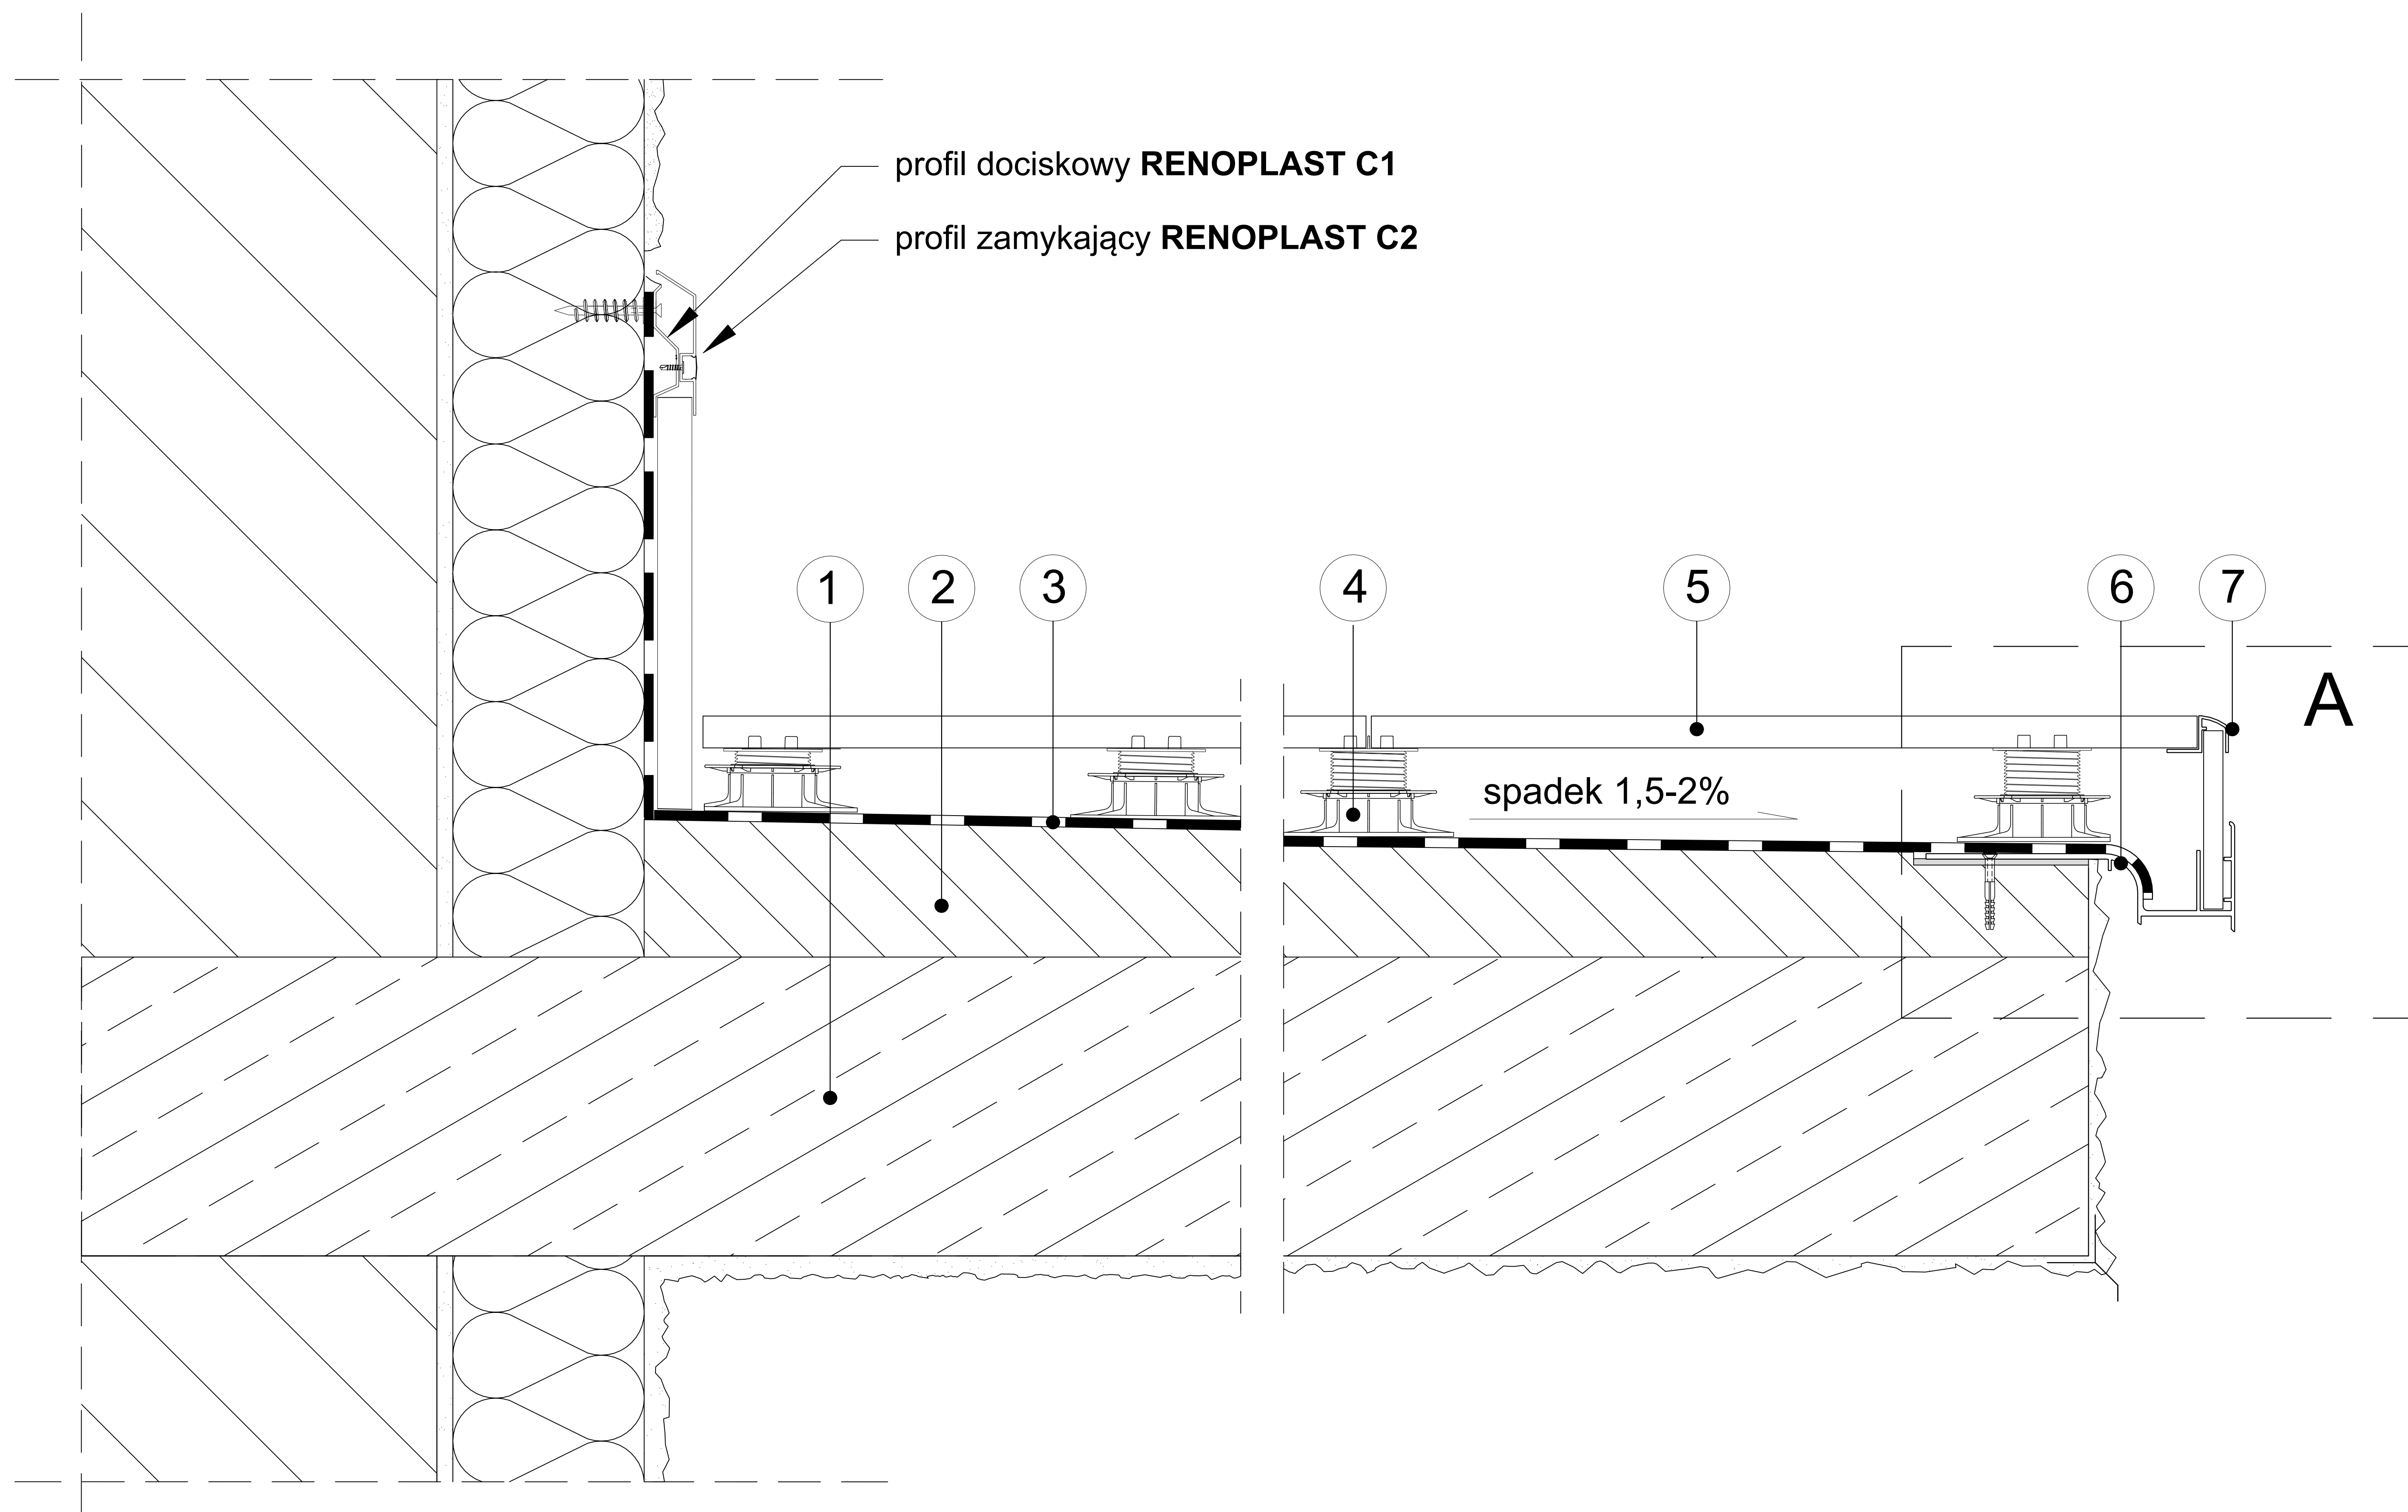 profil dociskowy RENOPLAST C1
profil zamykający RENOPLAST C2
1 2 3 4 5 6 7
A
spadek 1,5-2%